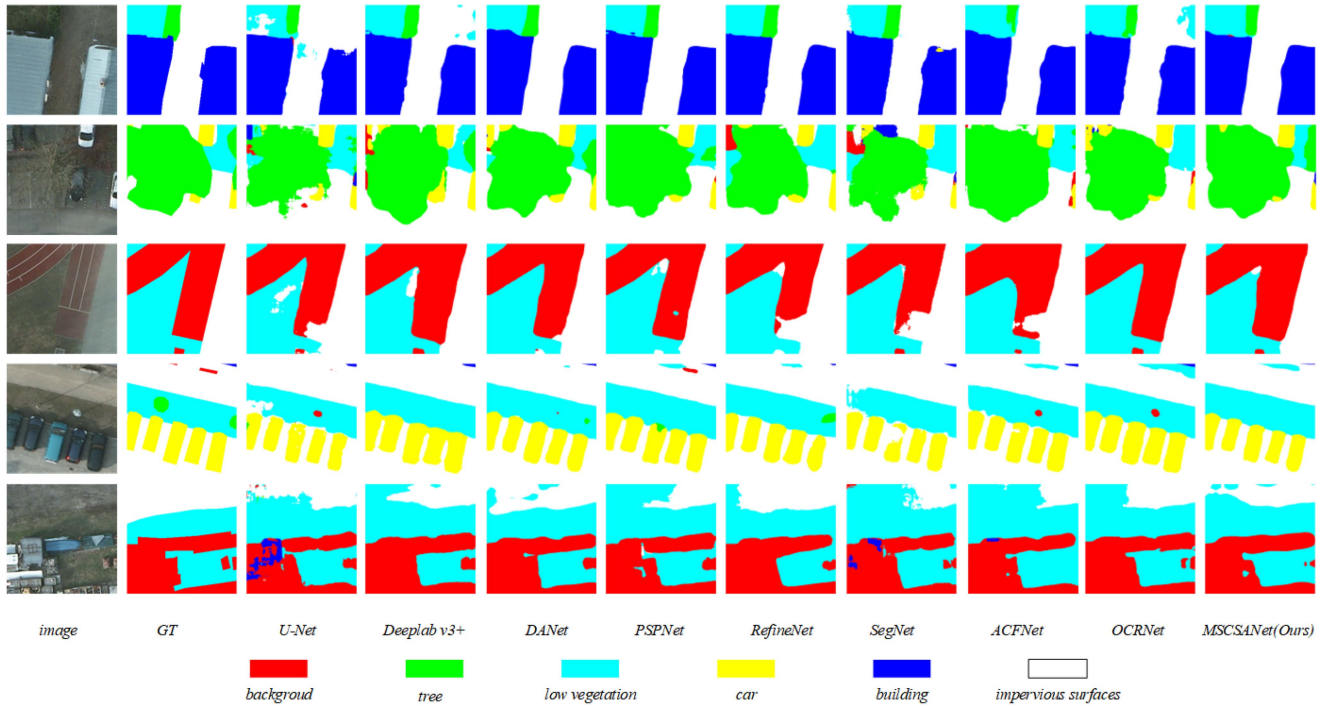 image GT U-Net Deeplab v3+ DANet PSPNet RefineNet SegNet ACFNet OCRNet MSCSANet(Ours)
backgroud tree low vegetation car building impervious surfaces